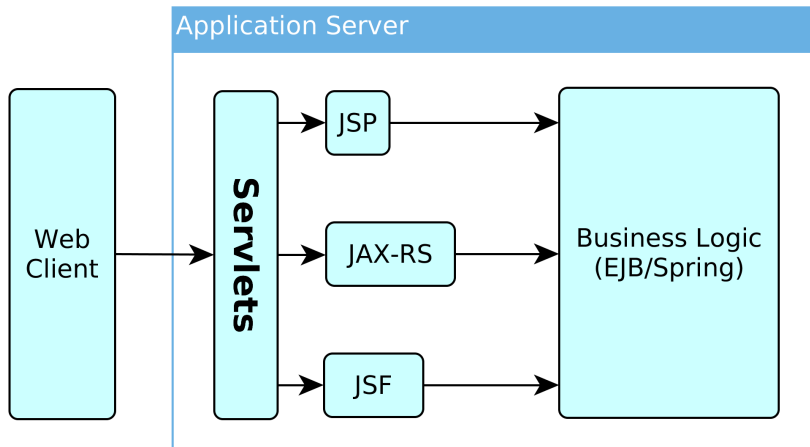 Application Server
Web
Client
Servlets
JSP
JAX-RS
JSF
Business Logic
(EJB/Spring)